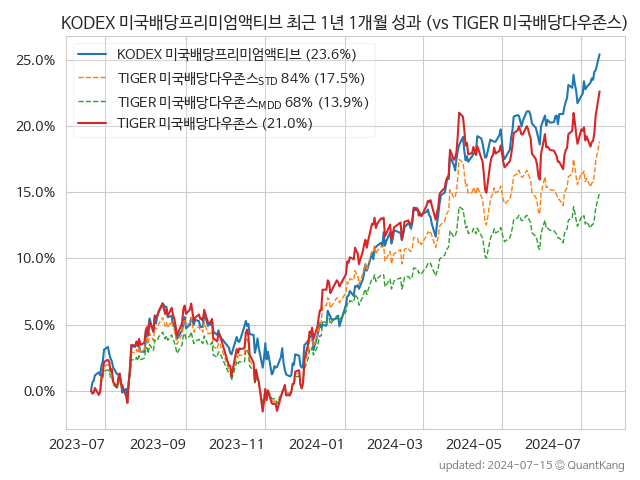 KODEX 미국배당프리미엄액티브 최근 1년 1개월 성과 (vs TIGER 미국배당다우존스)
KODEX 미국배당프리미엄액티브 (23.6%)
TIGER 미국배당다우존스STD 84% (17.5%)
TIGER 미국배당다우존스MDD 68% (13.9%)
TIGER 미국배당다우존스 (21.0%)
25.0%
20.0%
15.0%
10.0%
5.0%
0.0%
2023-07 2023-09 2023-11 2024-01 2024-03 2024-05 2024-07
updated: 2024-07-15 © QuantKang